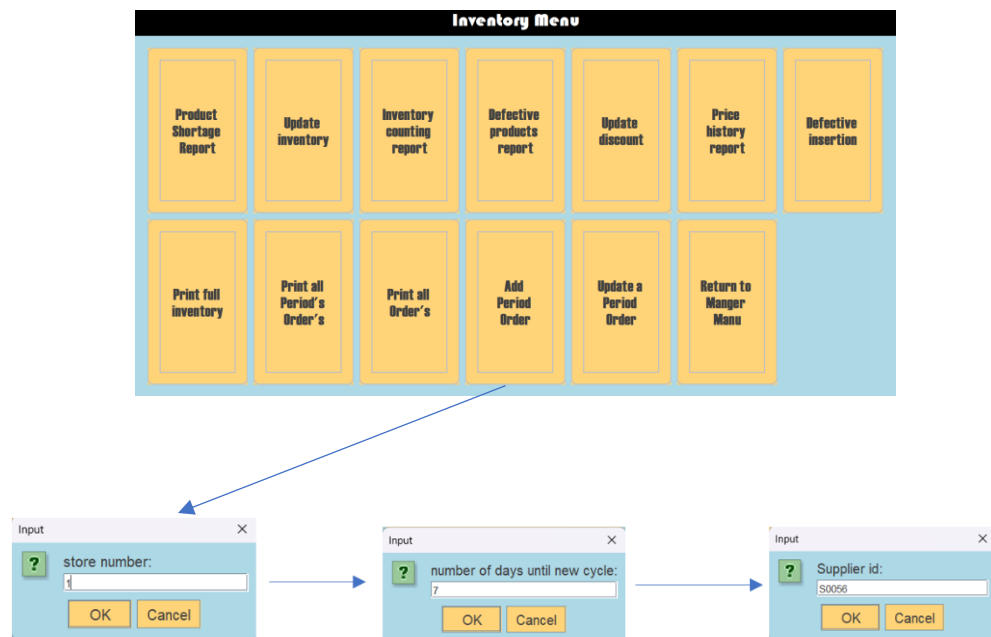 Inventory Menu
Product
Shortage
Report
Update
inventory
Inventory
counting
report
Defective
products
report
Update
discount
Price
history
report
Defective
insertion
Print full
inventory
Print all
Period's
Order's
Print all
Order's
Add
Period
Order
Update a
Period
Order
Return to
Manger
Manu
Input
store number:
1
OK Cancel
Input
number of days until new cycle:
7
OK Cancel
Input
Supplier id:
S0056
OK Cancel